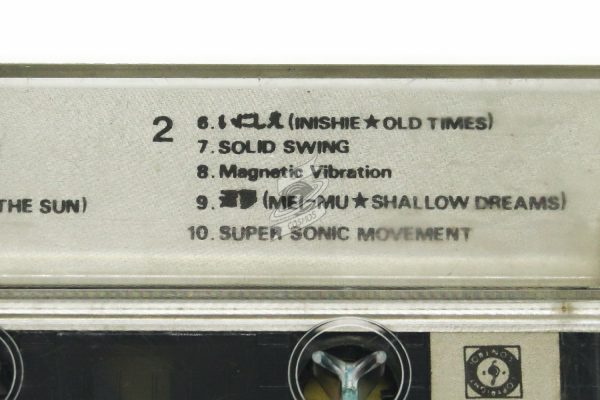 2
6. いにしえ (INISHIE★OLD TIMES)
7. SOLID SWING
8. Magnetic Vibration
THE SUN)
9. (MEI-MU★SHALLOW DREAMS)
10. SUPER SONIC MOVEMENT
COSMOS